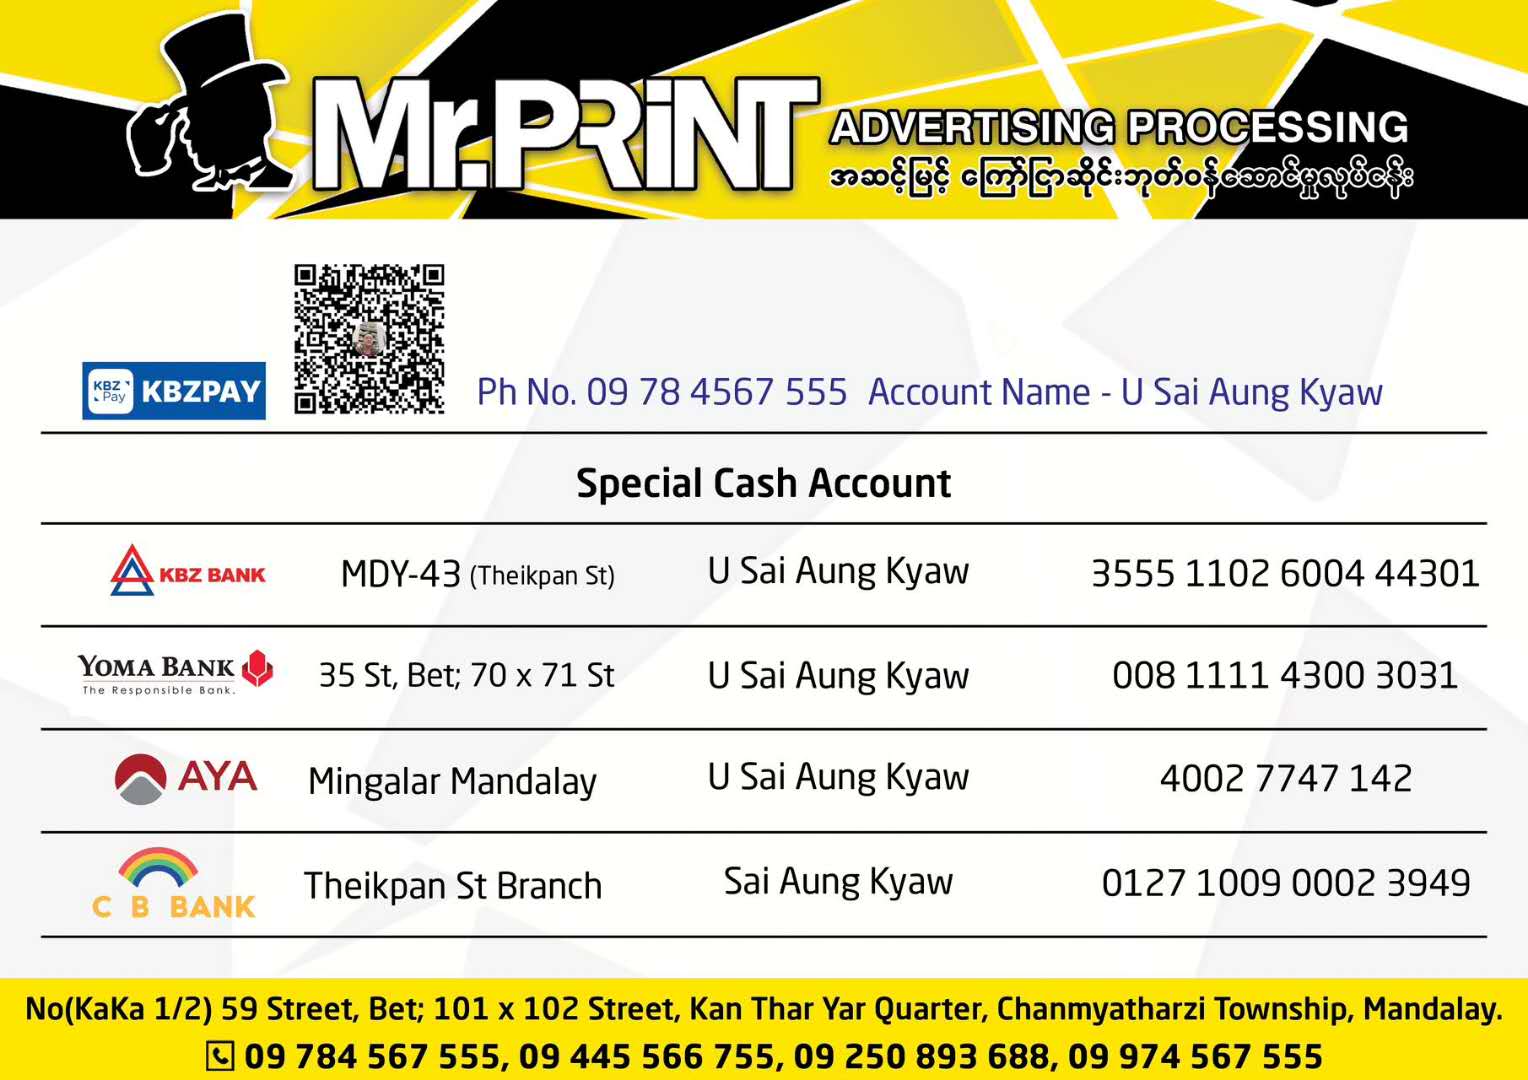 Mr.PRiNT
ADVERTISING PROCESSING
အဆင့်မြင့် ကြော်ငြာဆိုင်းဘုတ်ဝန်ဆောင်မှုလုပ်ငန်း
KBZ Pay KBZPAY Ph No. 09 78 4567 555 Account Name - U Sai Aung Kyaw
Special Cash Account
KBZ BANK MDY-43 (Theikpan St) U Sai Aung Kyaw 3555 1102 6004 44301
YOMA BANK 35 St, Bet; 70 x 71 St U Sai Aung Kyaw 008 1111 4300 3031
The Responsible Bank.
AYA Mingalar Mandalay U Sai Aung Kyaw 4002 7747 142
C B BANK Theikpan St Branch Sai Aung Kyaw 0127 1009 0002 3949
No(KaKa 1/2) 59 Street, Bet; 101 x 102 Street, Kan Thar Yar Quarter, Chanmyatharzi Township, Mandalay.
09 784 567 555, 09 445 566 755, 09 250 893 688, 09 974 567 555